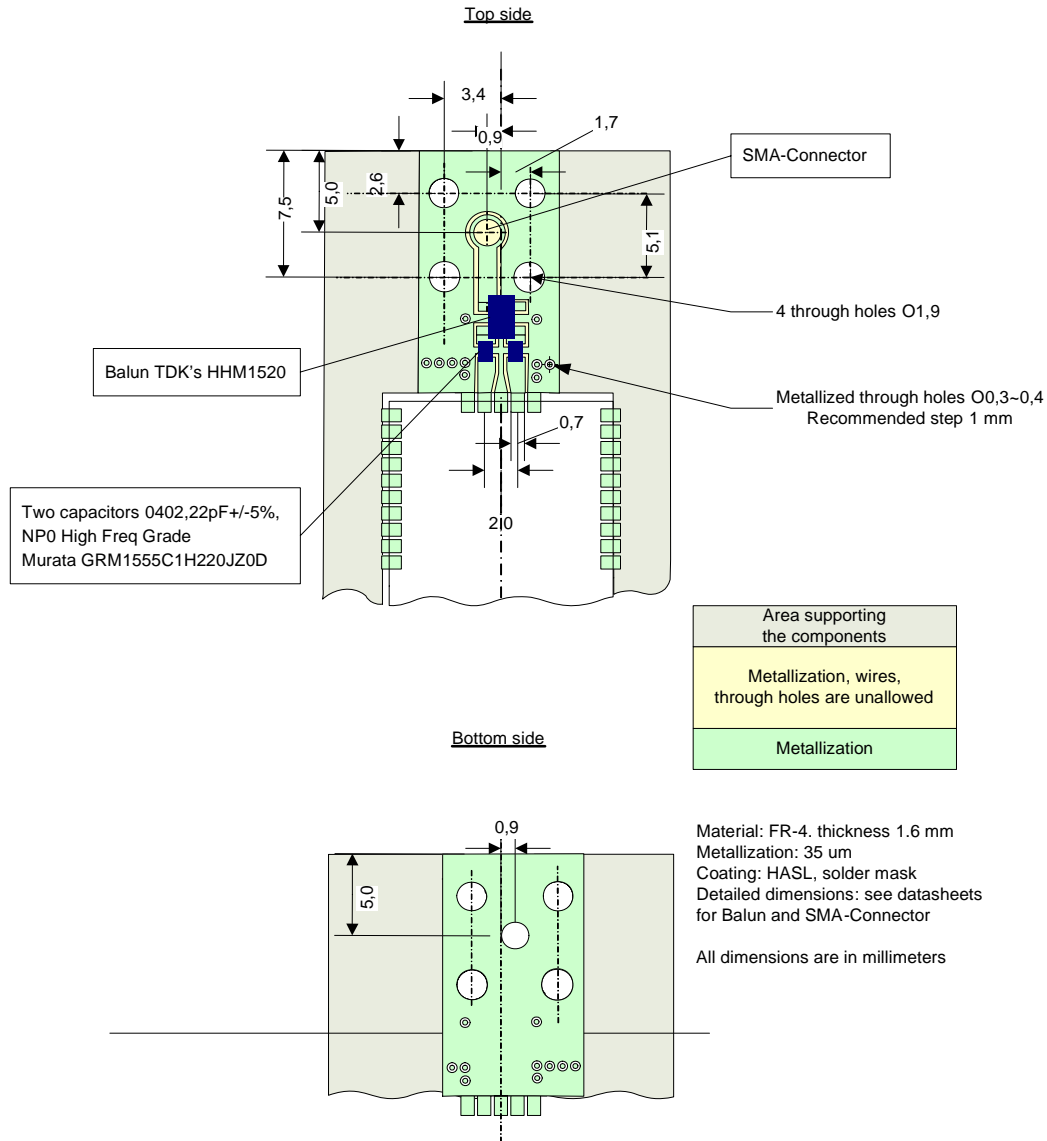 Top side
3,4
0,9
1,7
SMA-Connector
7,5
5,0
2,6
5,1
4 through holes O1,9
Balun TDK's HHM1520
Metallized through holes O0,3~0,4
Recommended step 1 mm
0,7
Two capacitors 0402,22pF+/-5%,
NP0 High Freq Grade
Murata GRM1555C1H220JZ0D
2,0
Area supporting
the components
Metallization, wires,
through holes are unallowed
Metallization
Bottom side
0,9
5,0
Material: FR-4. thickness 1.6 mm
Metallization: 35 um
Coating: HASL, solder mask
Detailed dimensions: see datasheets
for Balun and SMA-Connector
All dimensions are in millimeters